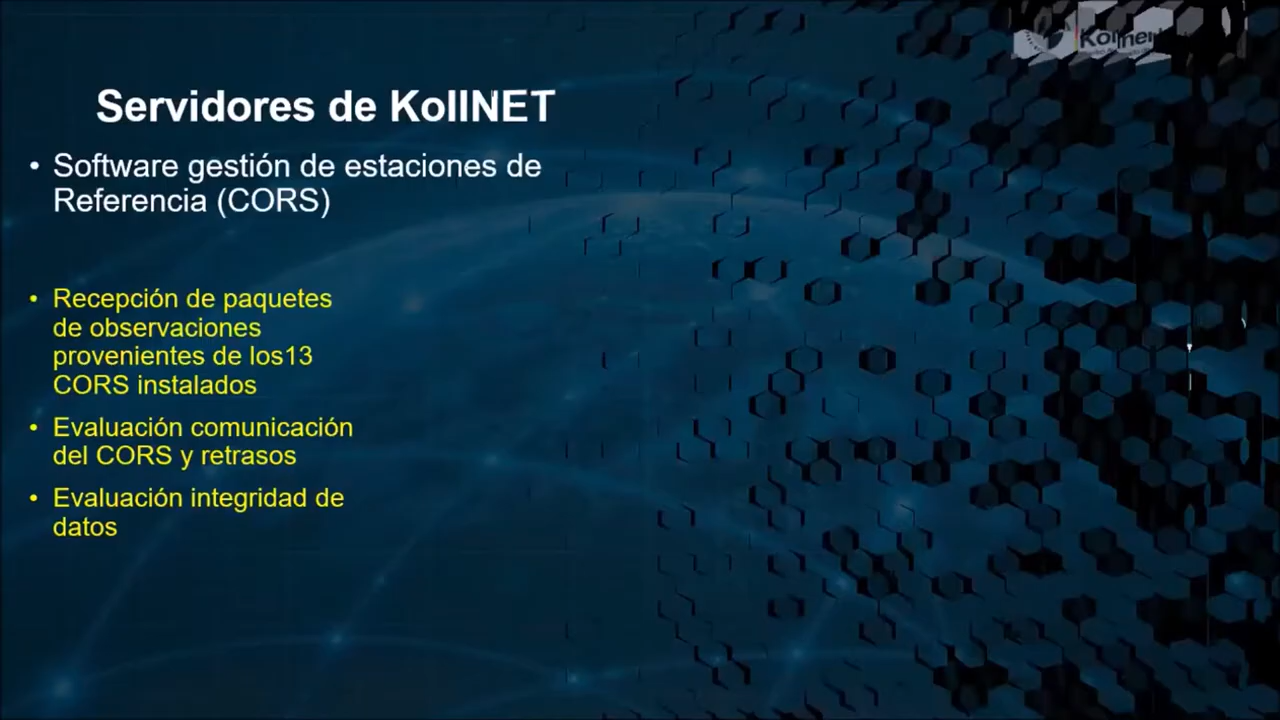 Kollnet
Servidores de KollNET
• Software gestión de estaciones de
Referencia (CORS)
• Recepción de paquetes
de observaciones
provenientes de los13
CORS instalados
• Evaluación comunicación
del CORS y retrasos
• Evaluación integridad de
datos